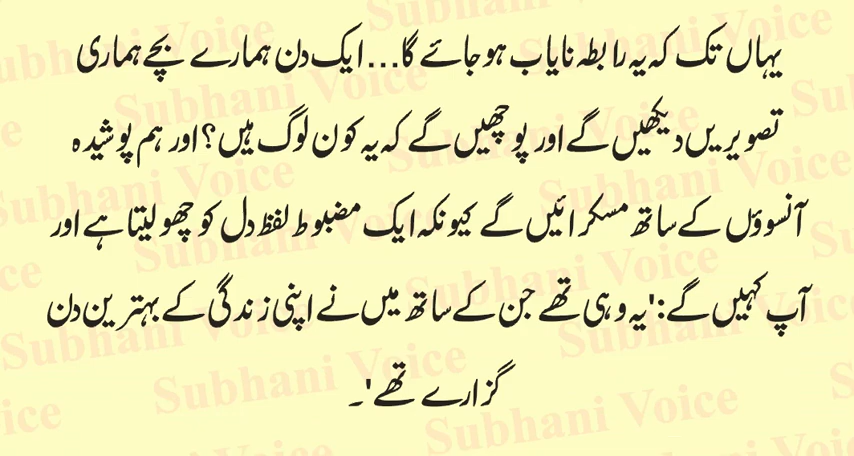 یہاں تک کہ یہ رابطہ نایاب ہو جائے گا...ایک دن ہمارے بچے ہماری
تصویریں دیکھیں گے اور پوچھیں گے کہ یہ کون لوگ ہیں؟ اور ہم پوشیدہ
آنسوؤں کے ساتھ مسکرائیں گے کیونکہ ایک مضبوط لفظ دل کو چھو لیتا ہے اور
آپ کہیں گے:'یہ وہی تھے جن کے ساتھ میں نے اپنی زندگی کے بہترین دن
گزارے تھے'۔
Subhani Voice